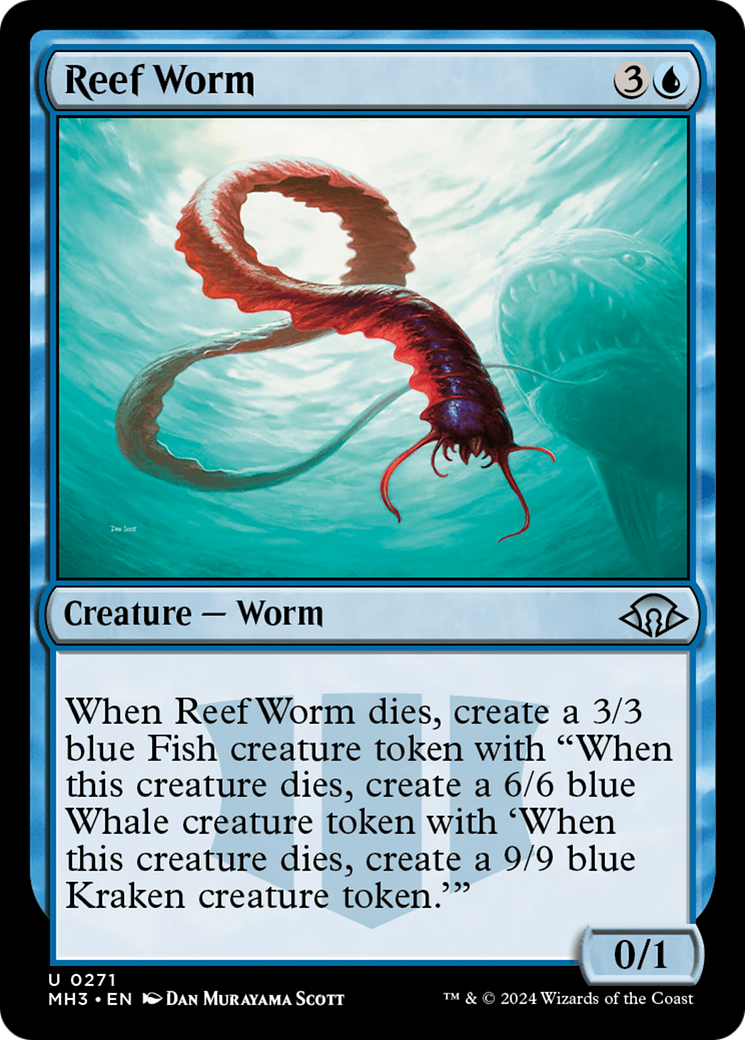 Reef Worm
3
Dan Scott
Creature — Worm
When Reef Worm dies, create a 3/3
blue Fish creature token with “When
this creature dies, create a 6/6 blue
Whale creature token with ‘When
this creature dies, create a 9/9 blue
Kraken creature token.’”
0/1
U 0271
MH3 • EN Dan Murayama Scott
™ & © 2024 Wizards of the Coast